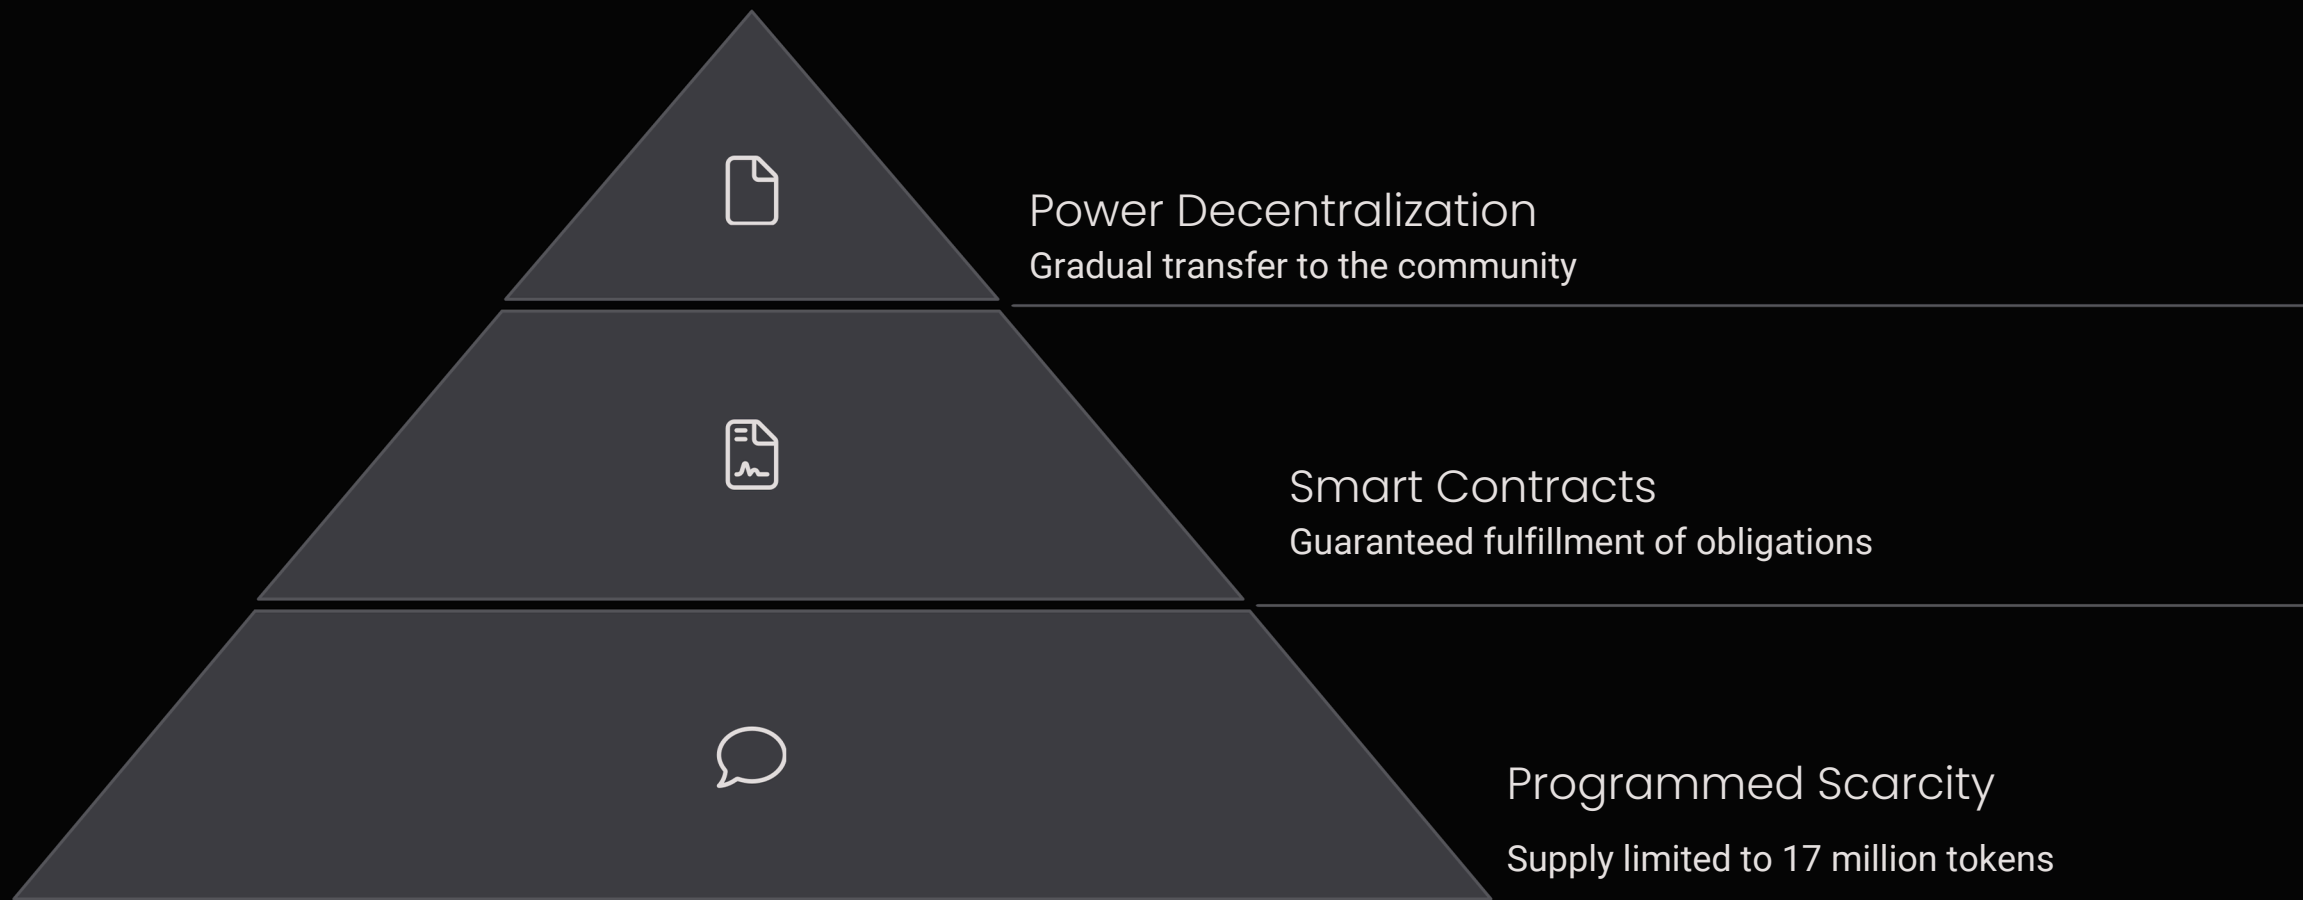 Power Decentralization
Gradual transfer to the community
Smart Contracts
Guaranteed fulfillment of obligations
Programmed Scarcity
Supply limited to 17 million tokens